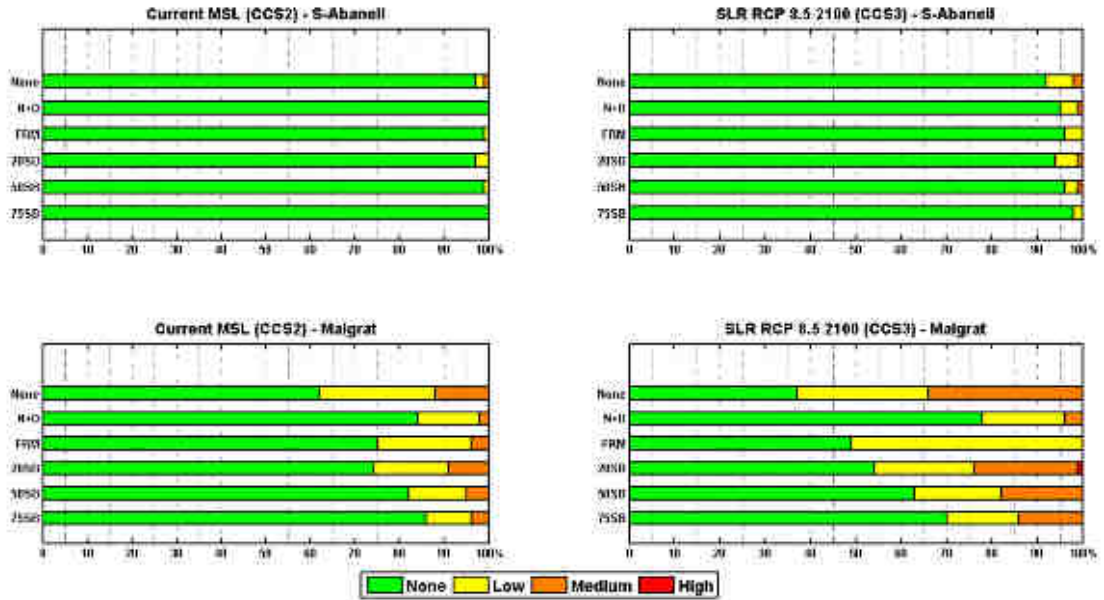 Current MSL (CCS2) - S-Abanell
None
N+D
FRM
20SB
50SB
75SB
0 10 20 30 40 50 60 70 80 90 100%
SLR RCP 8.5 2100 (CCS3) - S-Abanell
None
N+D
FRM
20SB
50SB
75SB
0 10 20 30 40 50 60 70 80 90 100%
Current MSL (CCS2) - Malgrat
None
N+D
FRM
20SB
50SB
75SB
0 10 20 30 40 50 60 70 80 90 100%
SLR RCP 8.5 2100 (CCS3) - Malgrat
None
N+D
FRM
20SB
50SB
75SB
0 10 20 30 40 50 60 70 80 90 100%
None Low Medium High